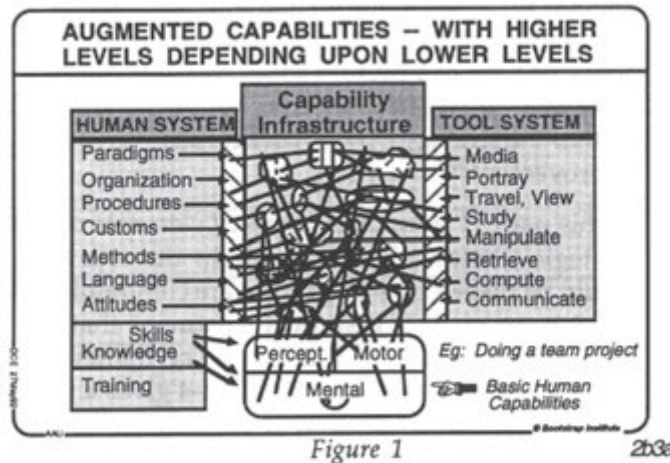 AUGMENTED CAPABILITIES – WITH HIGHER
LEVELS DEPENDING UPON LOWER LEVELS
Capability
Infrastructure
HUMAN SYSTEM
TOOL SYSTEM
Paradigms
Organization
Procedures
Customs
Methods
Language
Attitudes
Media
Portray
Travel, View
Study
Manipulate
Retrieve
Compute
Communicate
Skills
Knowledge
Training
Percept.
Motor
Mental
Eg: Doing a team project
Basic Human
Capabilities
© Bootstrap Institute
Figure 1
2b3a